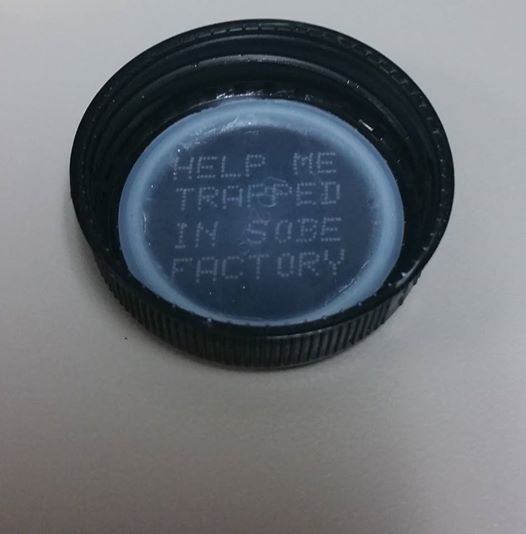 HELP ME
TRAPPED
IN SOBE
FACTORY